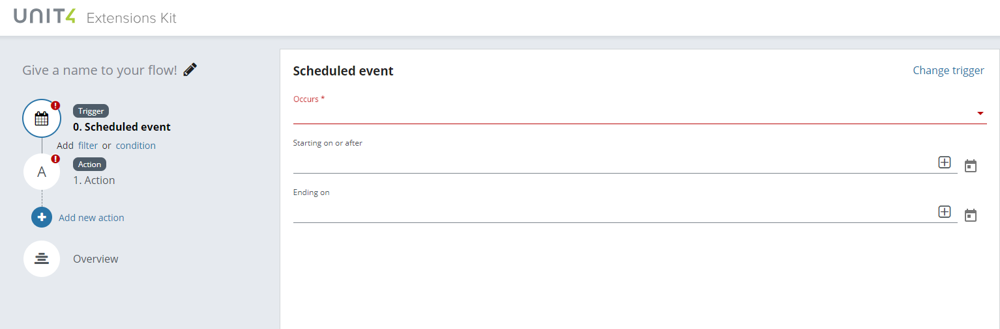 UNIT4 Extensions Kit
Give a name to your flow!
Trigger
0. Scheduled event
Add filter or condition
A
Action
1. Action
Add new action
Overview
Scheduled event
Change trigger
Occurs *
Starting on or after
Ending on